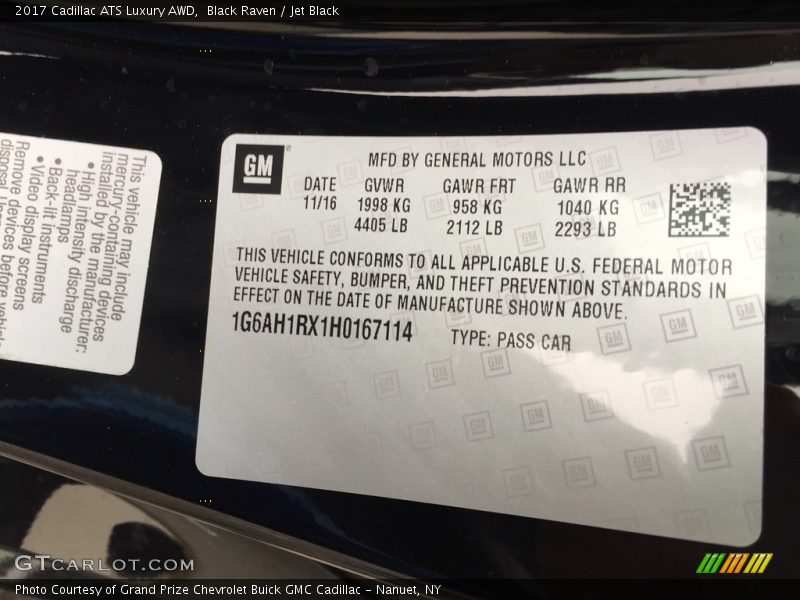 2017 Cadillac ATS Luxury AWD,  Black Raven / Jet Black
This vehicle may include
mercury-containing devices
installed by the manufacturer:
• High intensity discharge
headlamps
• Back-lit instruments
• Video display screens
Remove devices before vehicle
disposal.
GM
MFD BY GENERAL MOTORS LLC
DATE GVWR GAWR FRT GAWR RR
11/16 1998 KG 958 KG 1040 KG
4405 LB 2112 LB 2293 LB
THIS VEHICLE CONFORMS TO ALL APPLICABLE U.S. FEDERAL MOTOR
VEHICLE SAFETY, BUMPER, AND THEFT PREVENTION STANDARDS IN
EFFECT ON THE DATE OF MANUFACTURE SHOWN ABOVE.
1G6AH1RX1H0167114 TYPE: PASS CAR
GTCARLOT.COM
Photo Courtesy of Grand Prize Chevrolet Buick GMC Cadillac - Nanuet, NY